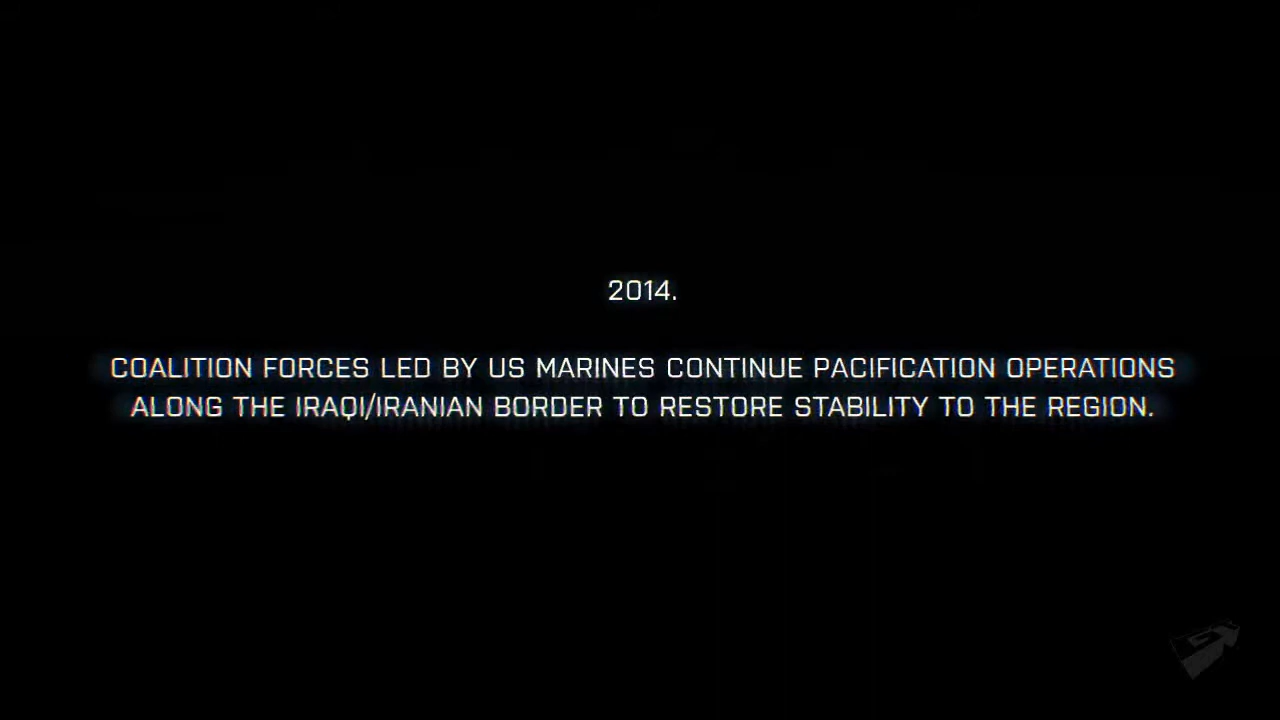 2014.
COALITION FORCES LED BY US MARINES CONTINUE PACIFICATION OPERATIONS
ALONG THE IRAQI/IRANIAN BORDER TO RESTORE STABILITY TO THE REGION.